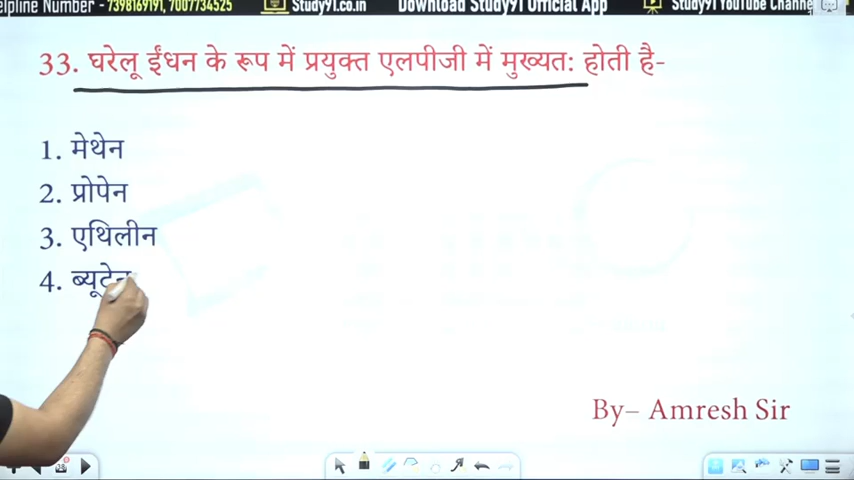 elpline Number - 7398169191, 7007734525 Study91.co.in Download Study91 Official App Study91 YouTube Channe
33. घरेलू ईंधन के रूप में प्रयुक्त एलपीजी में मुख्यत: होती है-
1. मेथेन
2. प्रोपेन
3. एथिलीन
4. ब्यूटेन
By– Amresh Sir